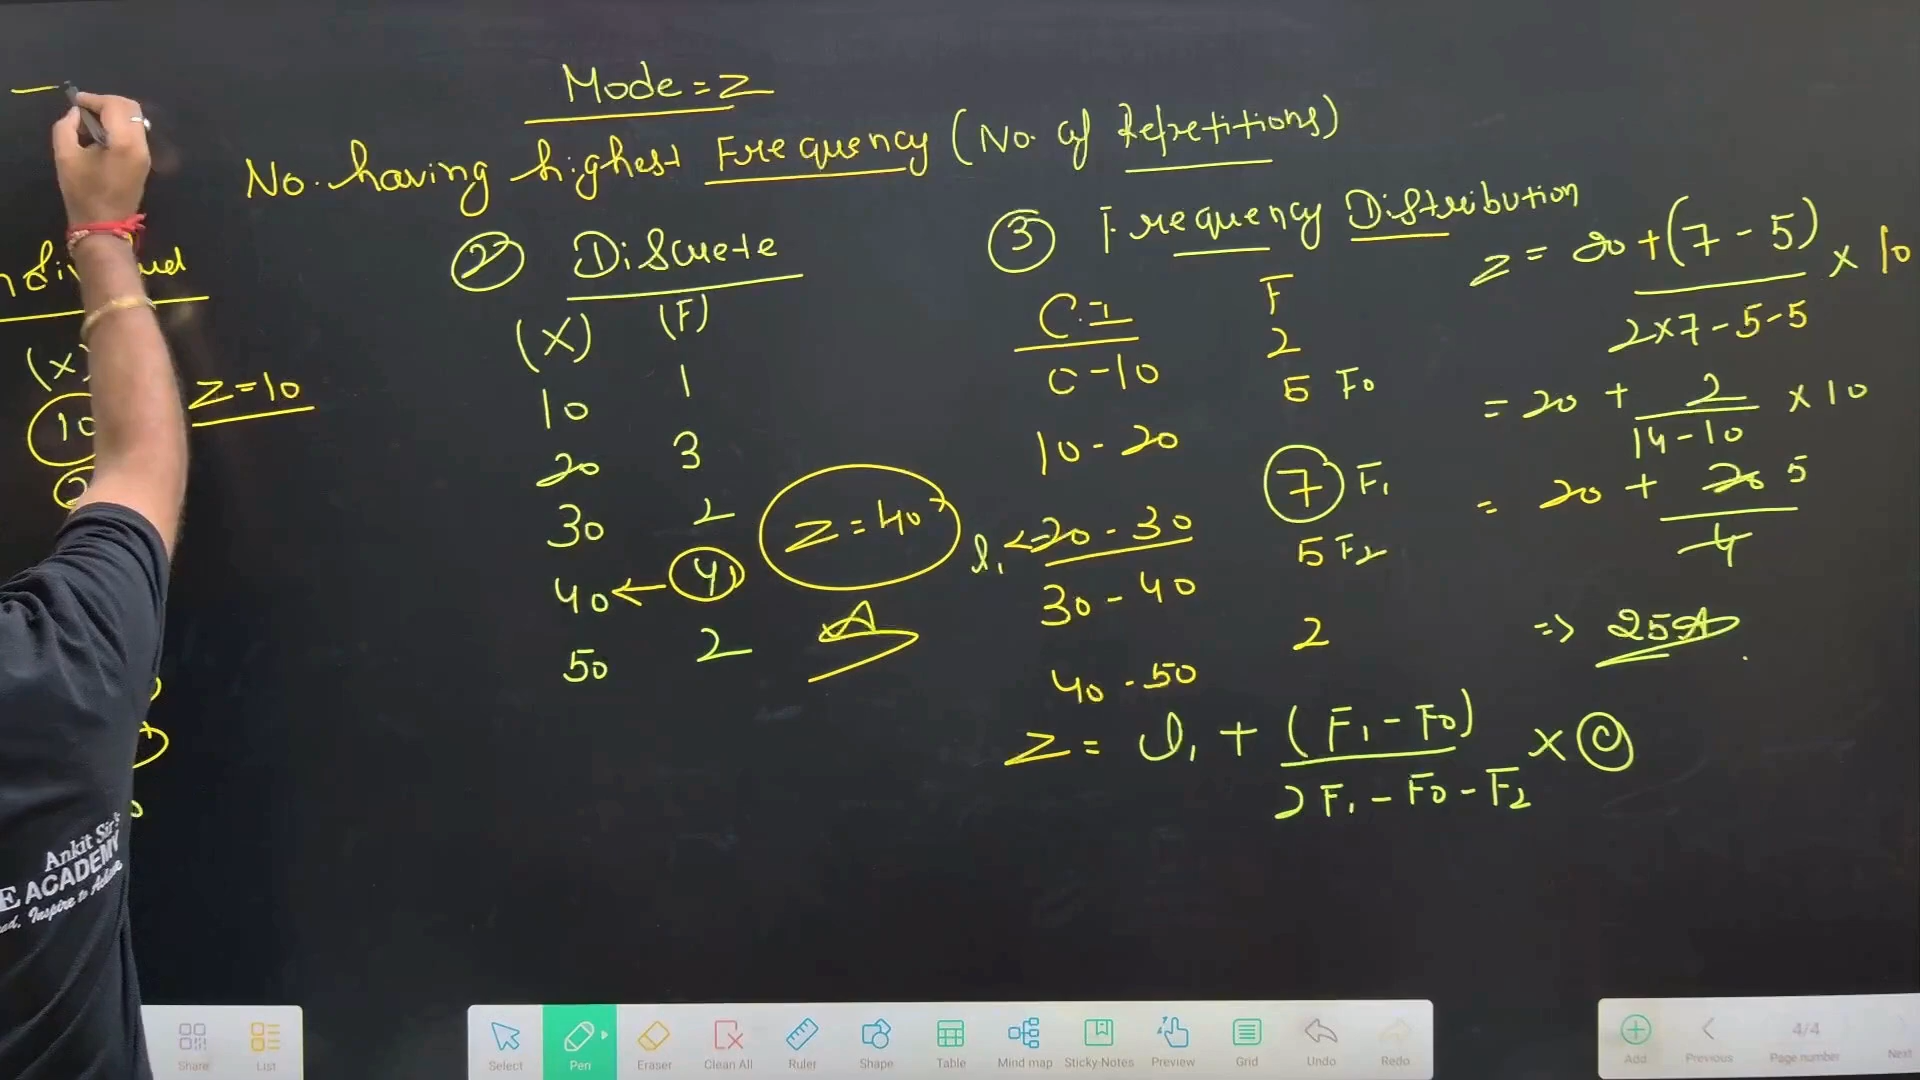 Mode = Z
No. having highest Frequency (No. of Repetitions)
(X)
10
Z=10
② Discrete
(X) (F)
10 1
20 3
30 2
40 ← 4
50 2
Z = 40
③ Frequency Distribution
C.I F
0-10 2
10-20 5 F0
l1 ← 20-30 7 F1
30-40 5 F2
40-50 2
Z = l1 + (F1 - F0) / 2F1 - F0 - F2 × C
Z = 20 + (7 - 5) / 2×7-5-5 × 10
= 20 + 2 / 14-10 × 10
= 20 + 20 5 / 4
=> 25
Ankit Sir's
E ACADEMY
Share
List
Select
Pen
Eraser
Clean All
Ruler
Shape
Table
Mind map
Sticky-Notes
Preview
Grid
Undo
Redo
Add
Previous
4/4
Page number
Next